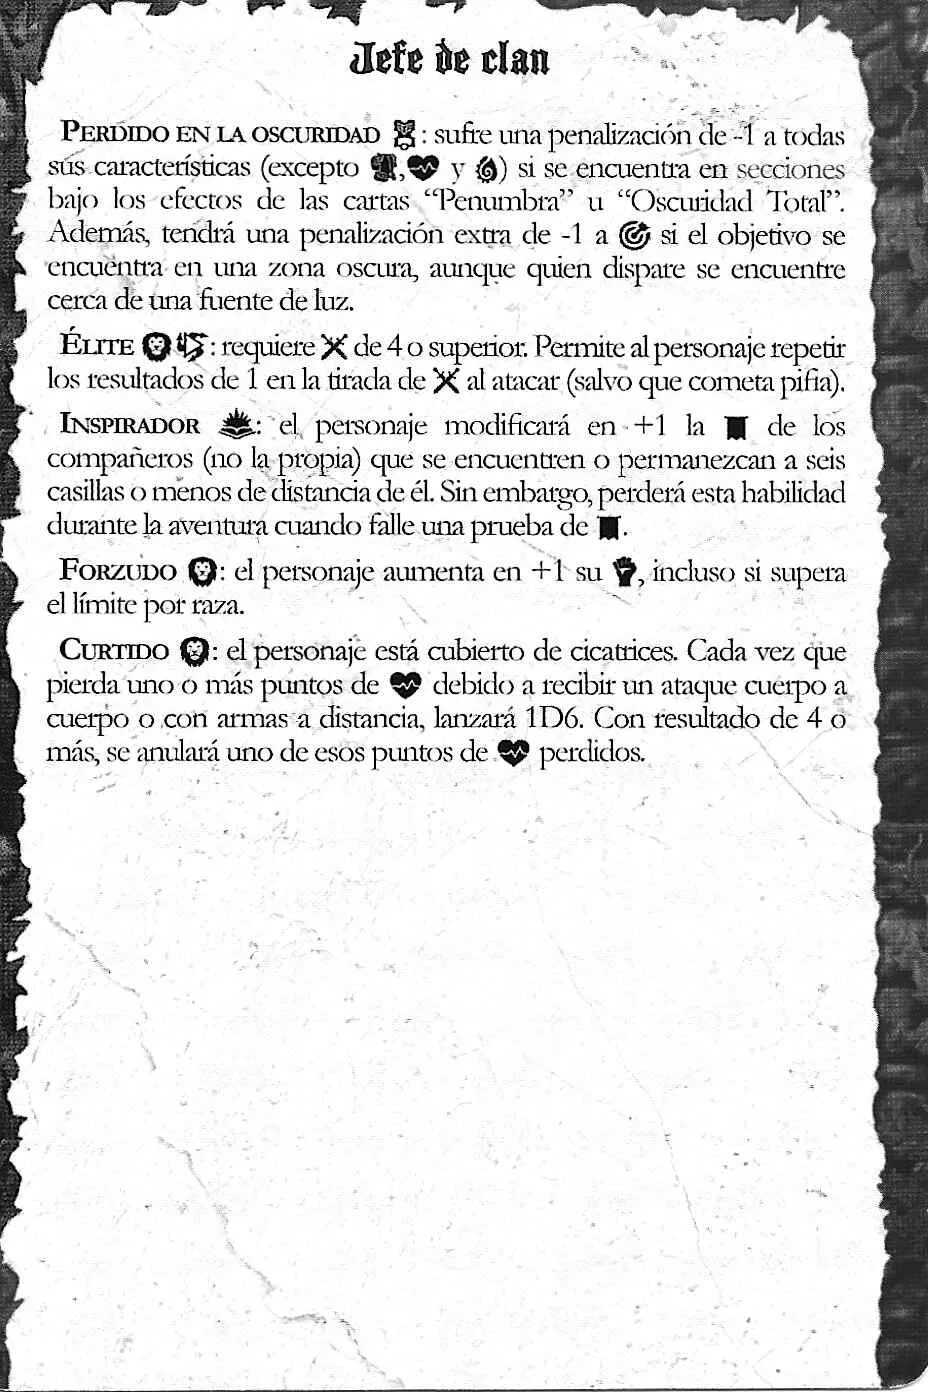 Jefe de clan
PERDIDO EN LA OSCURIDAD : sufre una penalización de -1 a todas
sus características (excepto , y ) si se encuentra en secciones
bajo los efectos de las cartas “Penumbra” u “Oscuridad Total”.
Además, tendrá una penalización extra de -1 a si el objetivo se
encuentra en una zona oscura, aunque quien dispare se encuentre
cerca de una fuente de luz.
ÉLITE : requiere de 4 o superior. Permite al personaje repetir
los resultados de 1 en la tirada de al atacar (salvo que cometa pifia).
INSPIRADOR : el personaje modificará en +1 la de los
compañeros (no la propia) que se encuentren o permanezcan a seis
casillas o menos de distancia de él. Sin embargo, perderá esta habilidad
durante la aventura cuando falle una prueba de .
FORZUDO : el personaje aumenta en +1 su , incluso si supera
el límite por raza.
CURTIDO : el personaje está cubierto de cicatrices. Cada vez que
pierda uno o más puntos de debido a recibir un ataque cuerpo a
cuerpo o con armas a distancia, lanzará 1D6. Con resultado de 4 o
más, se anulará uno de esos puntos de perdidos.